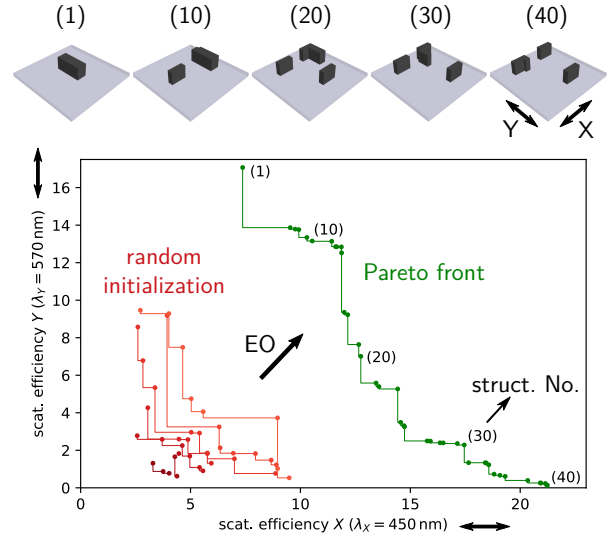 (1) (10) (20) (30) (40)
Y X
(1)
(10)
random
initialization
Pareto front
EO
(20)
struct. No.
(30)
(40)
16
14
12
10
8
6
4
2
0
scat. efficiency Y (λY = 570 nm)
0 5 10 15 20
scat. efficiency X (λX = 450 nm)